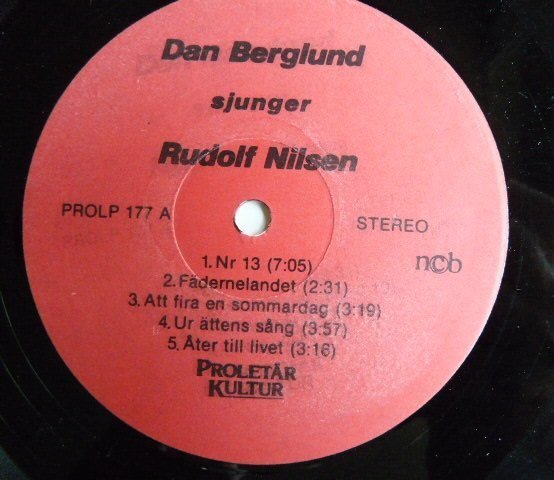 Dan Berglund
sjunger
Rudolf Nilsen
PROLP 177 A
STEREO
ncb
1. Nr 13 (7:05)
2. Fädernelandet (2:31)
3. Att fira en sommardag (3:19)
4. Ur ättens sång (3:57)
5. Åter till livet (3:16)
PROLETÄR
KULTUR